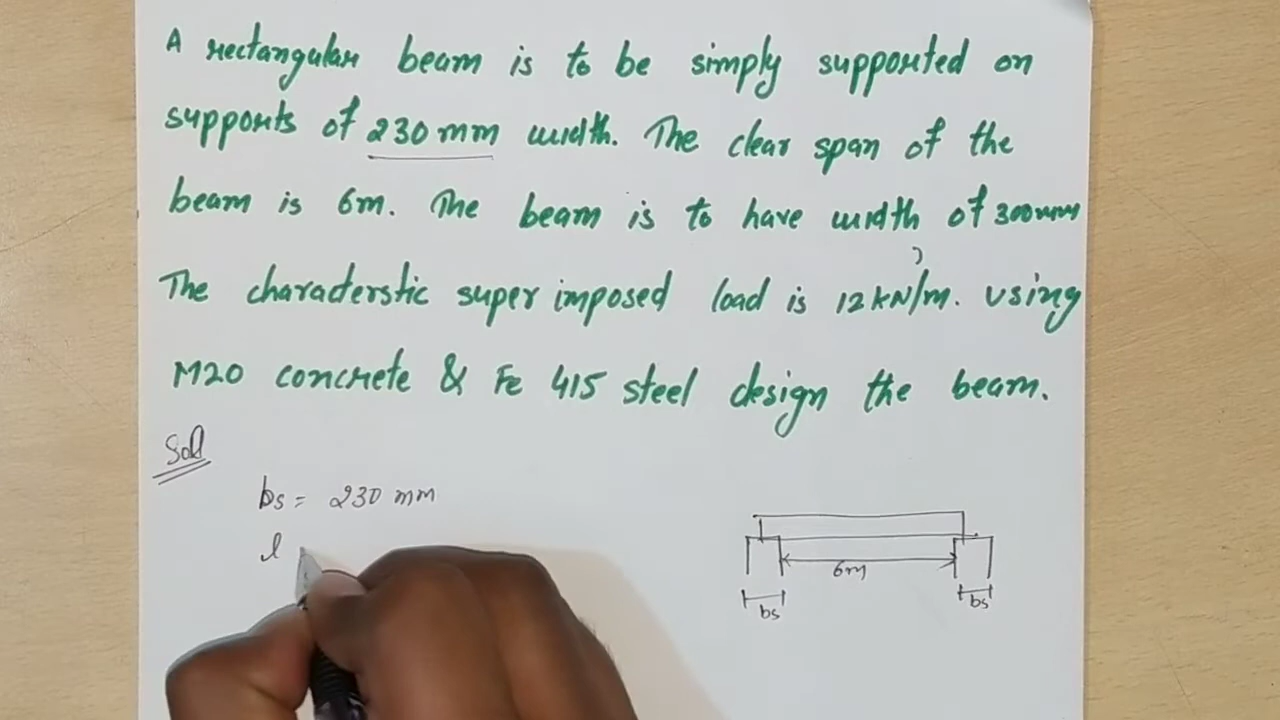 A rectangular beam is to be simply supported on
supports of 230 mm width. The clear span of the
beam is 6m. The beam is to have width of 300mm
The characterstic super imposed load is 12 kN/m. using
M20 concrete & Fe 415 steel design the beam.
Sol
bs = 230 mm
l
6m
bs
bs